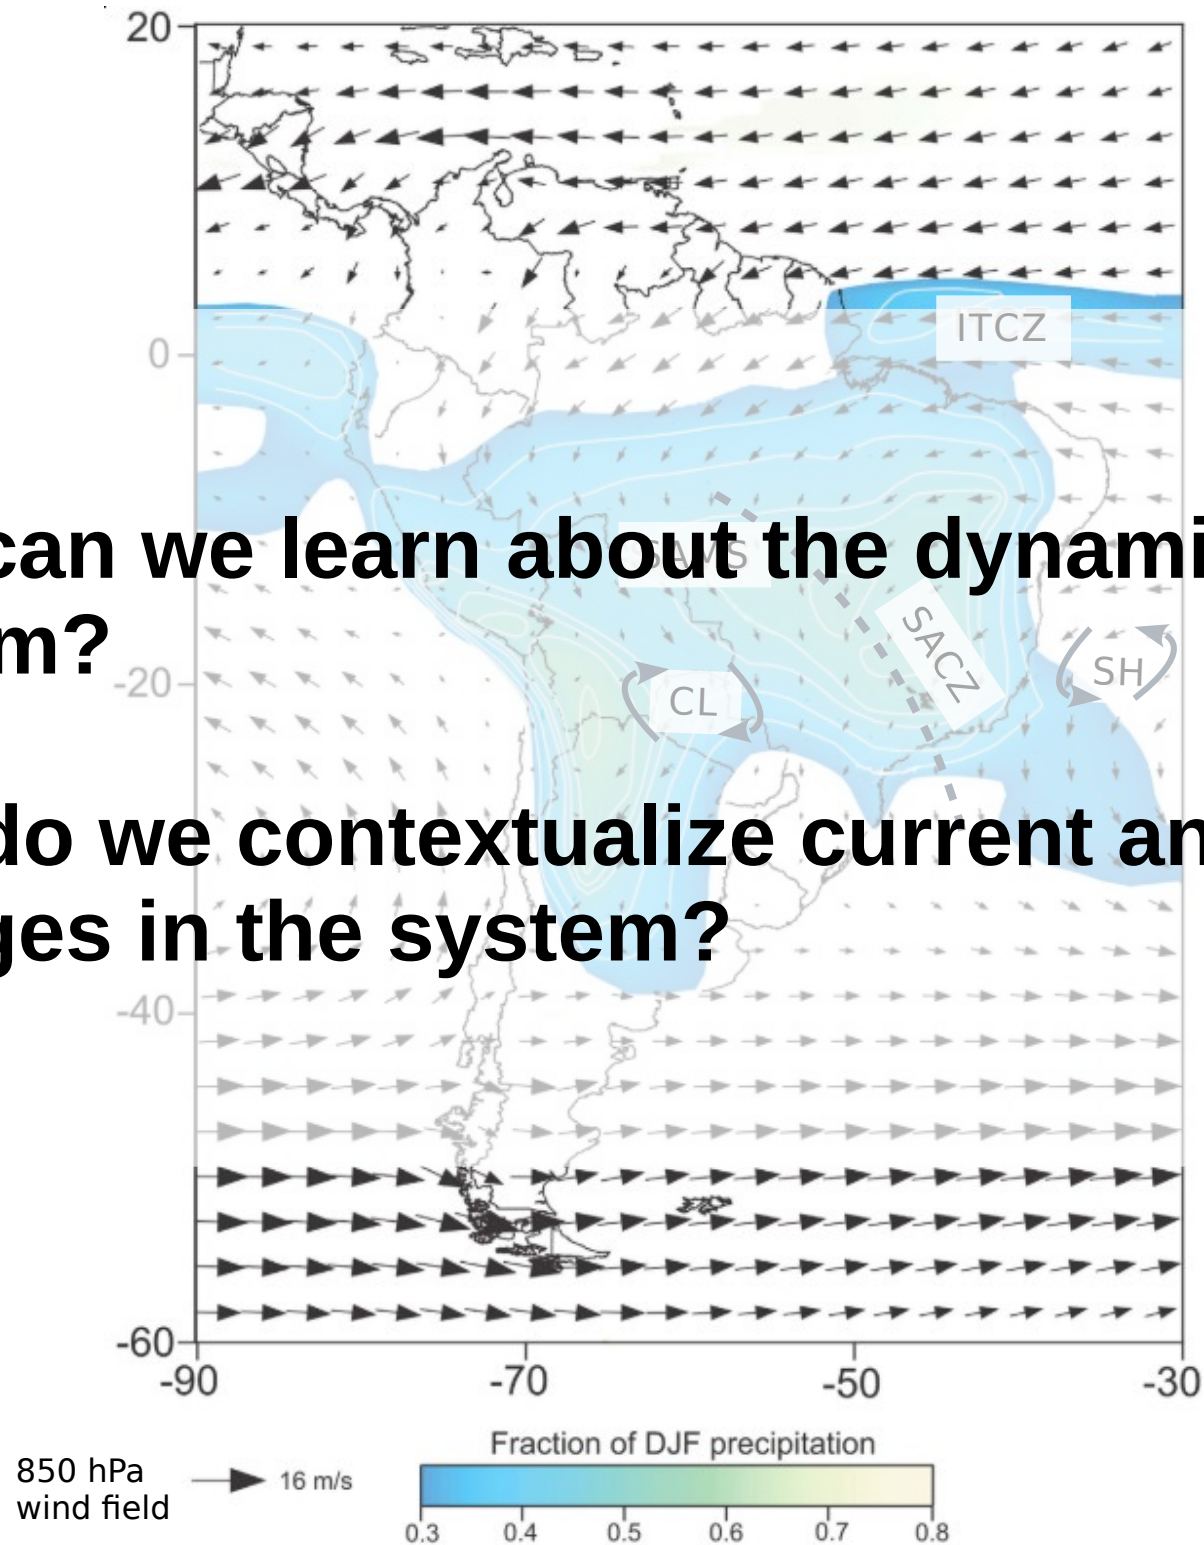 20
ITCZ
0
can we learn about the dynami
SAMS
m?
SACZ
SH
-20
CL
do we contextualize current an
ges in the system?
-40
-60
-90
-70
-50
-30
Fraction of DJF precipitation
850 hPa
wind field
16 m/s
0.3
0.4
0.5
0.6
0.7
0.8